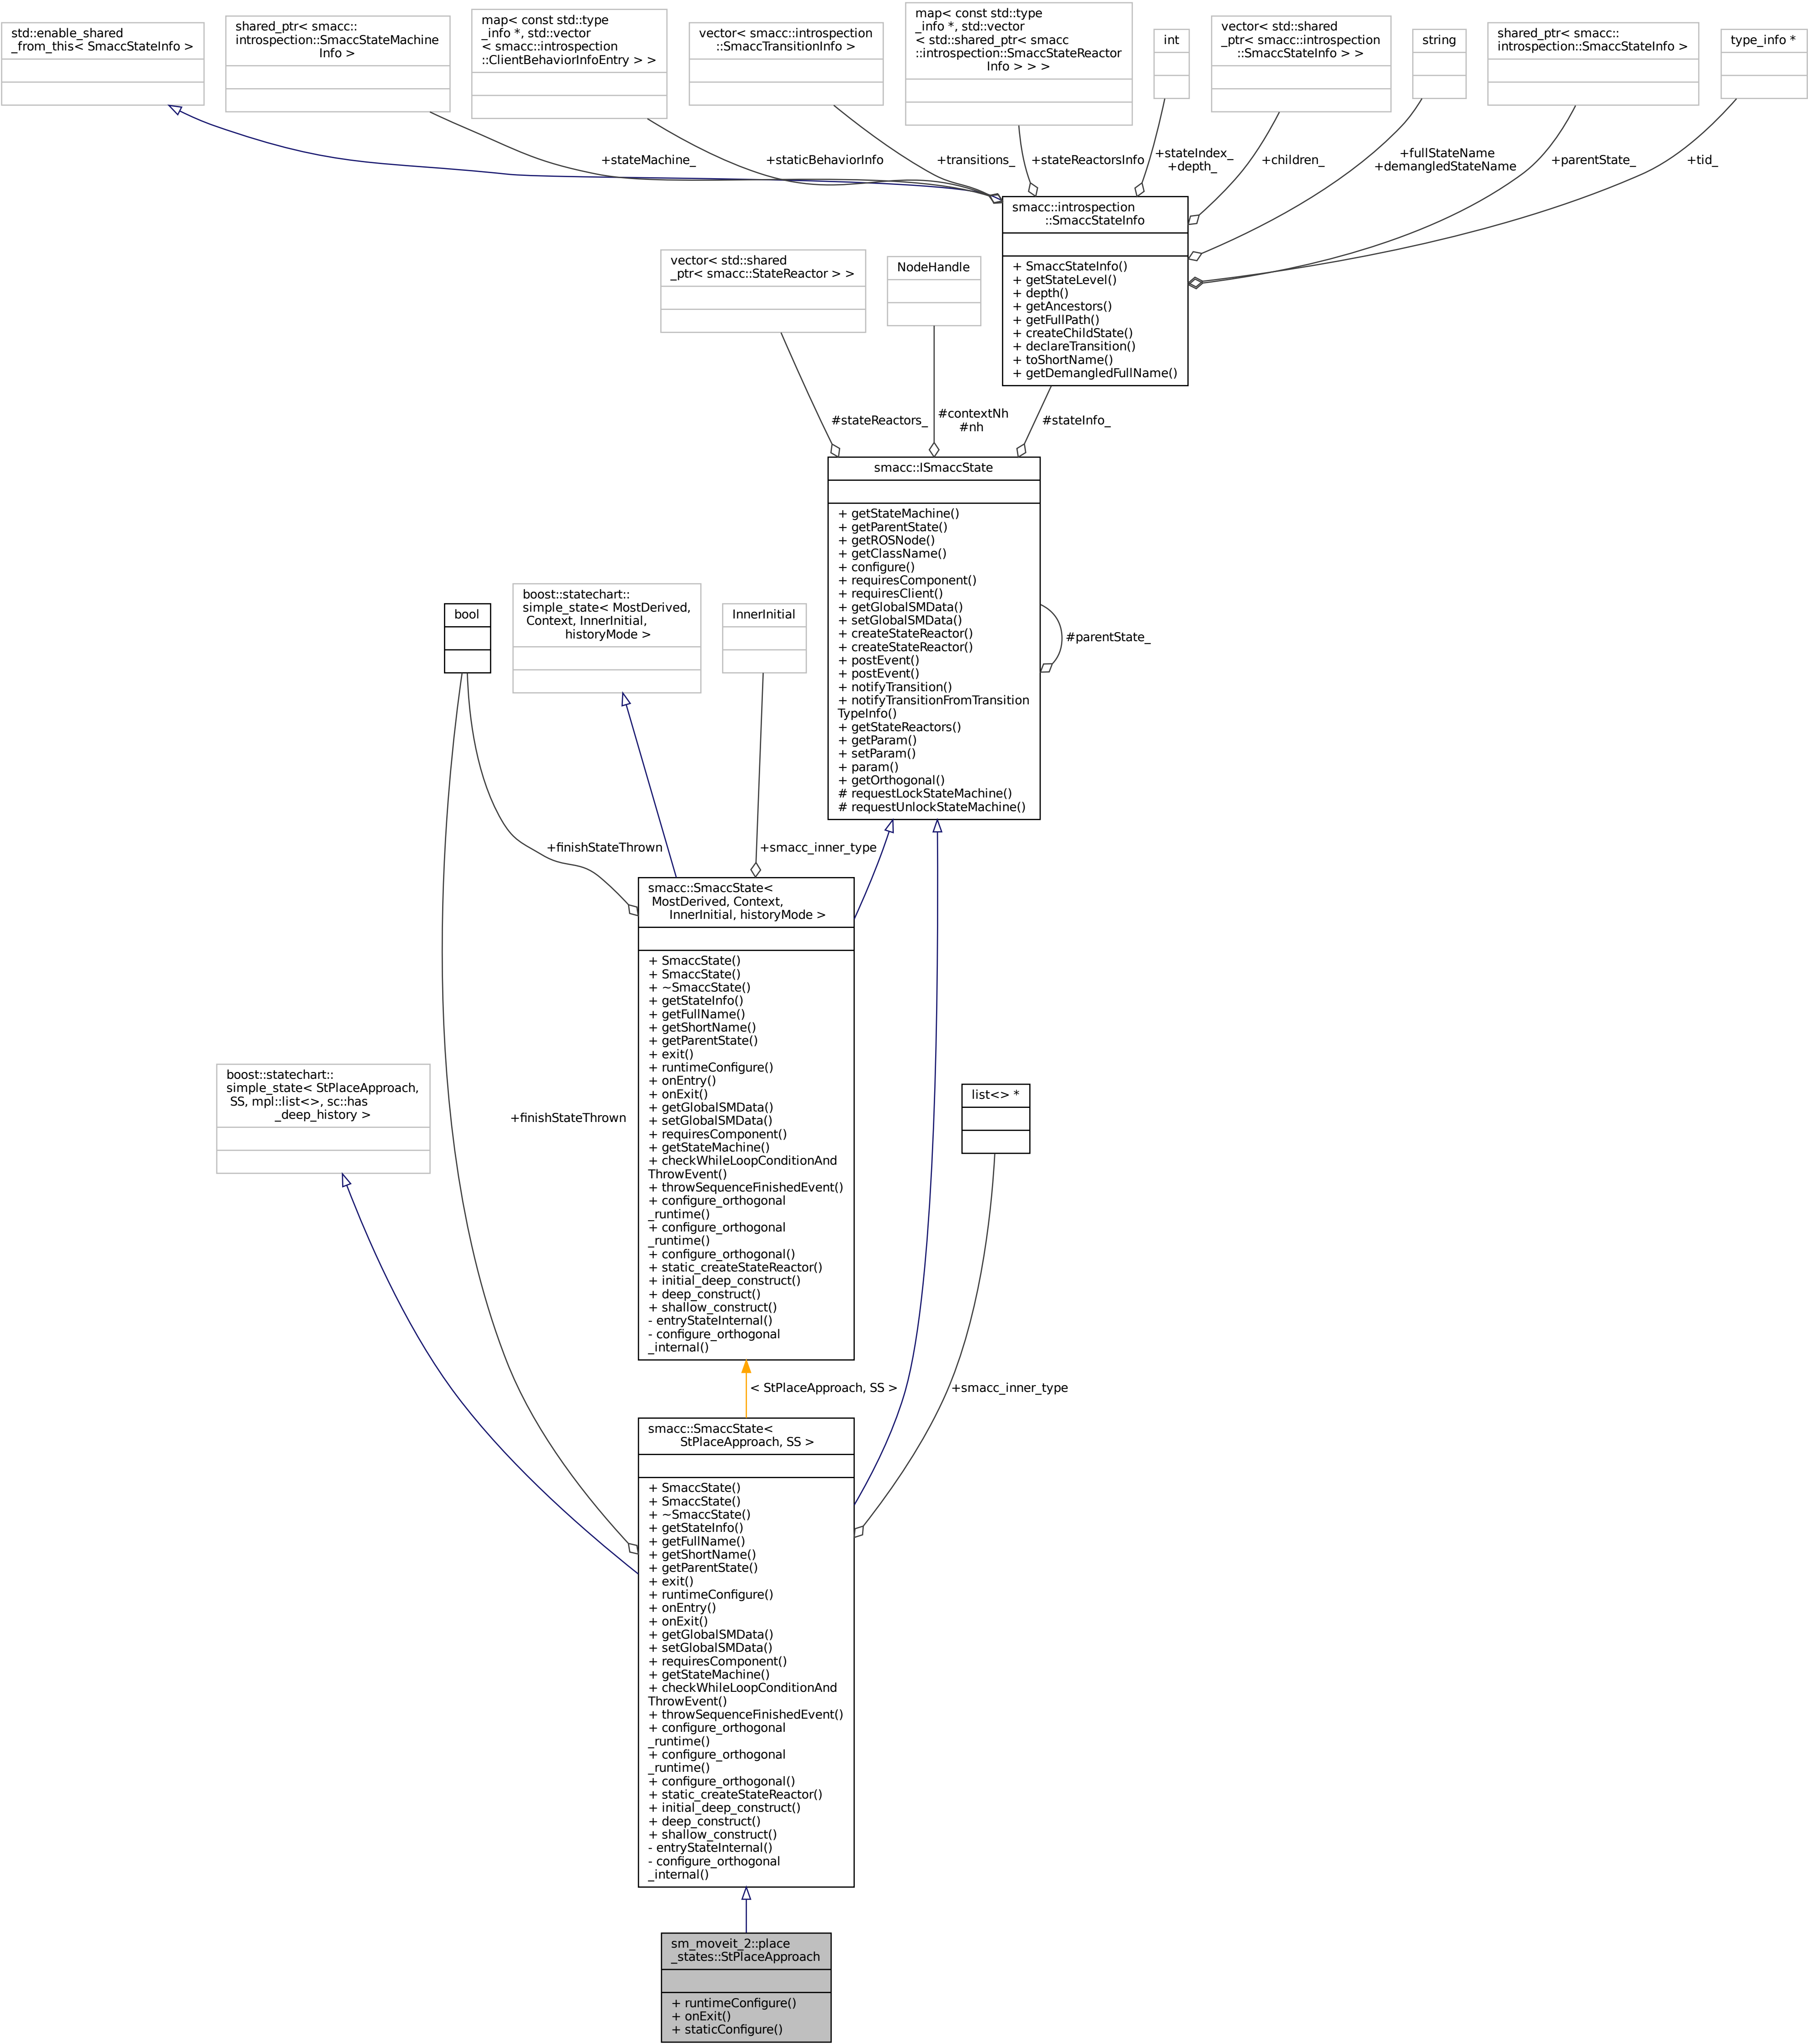 std::enable_shared
_from_this< SmaccStateInfo >
shared_ptr< smacc::
introspection::SmaccStateMachine
Info >
map< const std::type
_info *, std::vector
< smacc::introspection
::ClientBehaviorInfoEntry > >
vector< smacc::introspection
::SmaccTransitionInfo >
map< const std::type
_info *, std::vector
< std::shared_ptr< smacc
::introspection::SmaccStateReactor
Info > > >
int
vector< std::shared
_ptr< smacc::introspection
::SmaccStateInfo > >
string
shared_ptr< smacc::
introspection::SmaccStateInfo >
type_info *
+stateMachine_
+staticBehaviorInfo
+transitions_
+stateReactorsInfo
+stateIndex_
+depth_
+children_
+fullStateName
+demangledStateName
+parentState_
+tid_
smacc::introspection
::SmaccStateInfo
+ SmaccStateInfo()
+ getStateLevel()
+ depth()
+ getAncestors()
+ getFullPath()
+ createChildState()
+ declareTransition()
+ toShortName()
+ getDemangledFullName()
vector< std::shared
_ptr< smacc::StateReactor > >
NodeHandle
#stateReactors_
#contextNh
#nh
#stateInfo_
smacc::ISmaccState
+ getStateMachine()
+ getParentState()
+ getROSNode()
+ getClassName()
+ configure()
+ requiresComponent()
+ requiresClient()
+ getGlobalSMData()
+ setGlobalSMData()
+ createStateReactor()
+ createStateReactor()
+ postEvent()
+ postEvent()
+ notifyTransition()
+ notifyTransitionFromTransition
TypeInfo()
+ getStateReactors()
+ getParam()
+ setParam()
+ param()
+ getOrthogonal()
# requestLockStateMachine()
# requestUnlockStateMachine()
#parentState_
bool
boost::statechart::
simple_state< MostDerived,
Context, InnerInitial,
historyMode >
InnerInitial
+finishStateThrown
+smacc_inner_type
smacc::SmaccState<
MostDerived, Context,
InnerInitial, historyMode >
+ SmaccState()
+ SmaccState()
+ ~SmaccState()
+ getStateInfo()
+ getFullName()
+ getShortName()
+ getParentState()
+ exit()
+ runtimeConfigure()
+ onEntry()
+ onExit()
+ getGlobalSMData()
+ setGlobalSMData()
+ requiresComponent()
+ getStateMachine()
+ checkWhileLoopConditionAnd
ThrowEvent()
+ throwSequenceFinishedEvent()
+ configure_orthogonal
_runtime()
+ configure_orthogonal
_runtime()
+ configure_orthogonal()
+ static_createStateReactor()
+ initial_deep_construct()
+ deep_construct()
+ shallow_construct()
- entryStateInternal()
- configure_orthogonal
_internal()
boost::statechart::
simple_state< StPlaceApproach,
SS, mpl::list<>, sc::has
_deep_history >
+finishStateThrown
list<> *
< StPlaceApproach, SS >
+smacc_inner_type
smacc::SmaccState<
StPlaceApproach, SS >
+ SmaccState()
+ SmaccState()
+ ~SmaccState()
+ getStateInfo()
+ getFullName()
+ getShortName()
+ getParentState()
+ exit()
+ runtimeConfigure()
+ onEntry()
+ onExit()
+ getGlobalSMData()
+ setGlobalSMData()
+ requiresComponent()
+ getStateMachine()
+ checkWhileLoopConditionAnd
ThrowEvent()
+ throwSequenceFinishedEvent()
+ configure_orthogonal
_runtime()
+ configure_orthogonal
_runtime()
+ configure_orthogonal()
+ static_createStateReactor()
+ initial_deep_construct()
+ deep_construct()
+ shallow_construct()
- entryStateInternal()
- configure_orthogonal
_internal()
sm_moveit_2::place
_states::StPlaceApproach
+ runtimeConfigure()
+ onExit()
+ staticConfigure()